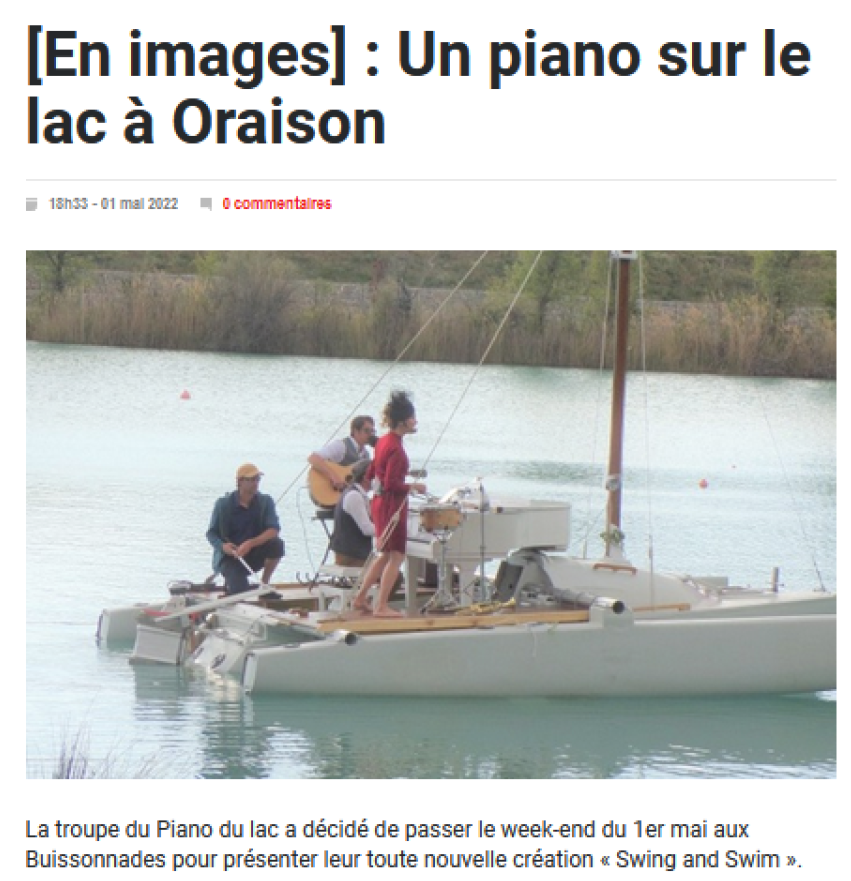 [En images] : Un piano sur le
lac à Oraison
18h33 - 01 mai 2022 0 commentaires
La troupe du Piano du lac a décidé de passer le week-end du 1er mai aux
Buissonnades pour présenter leur toute nouvelle création « Swing and Swim ».